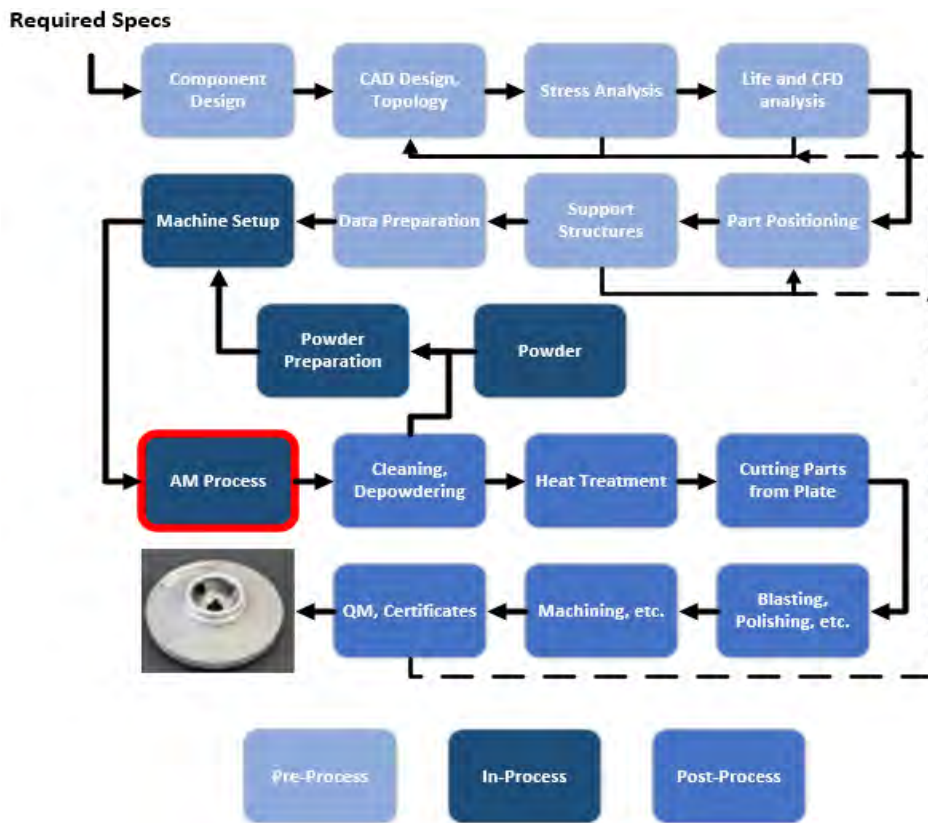 Required Specs
Component
Design
CAD Design,
Topology
Stress Analysis
Life and CFD
analysis
Machine Setup
Data Preparation
Support
Structures
Part Positioning
Powder
Preparation
Powder
AM Process
Cleaning,
Depowdering
Heat Treatment
Cutting Parts
from Plate
QM, Certificates
Machining, etc.
Blasting,
Polishing, etc.
Pre-Process
In-Process
Post-Process